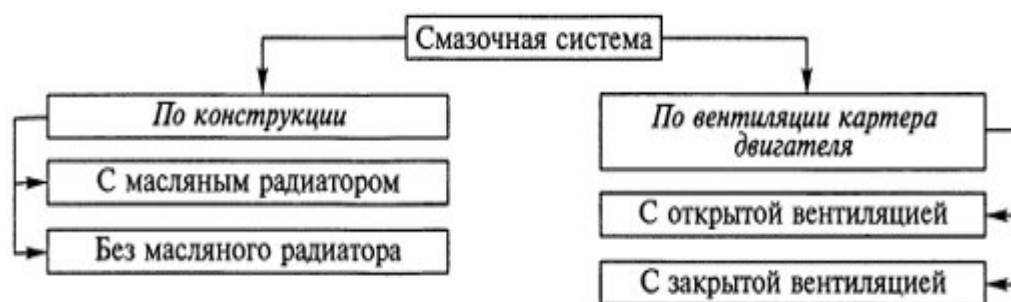 Смазочная система
По конструкции
С масляным радиатором
Без масляного радиатора
По вентиляции картера
двигателя
С открытой вентиляцией
С закрытой вентиляцией